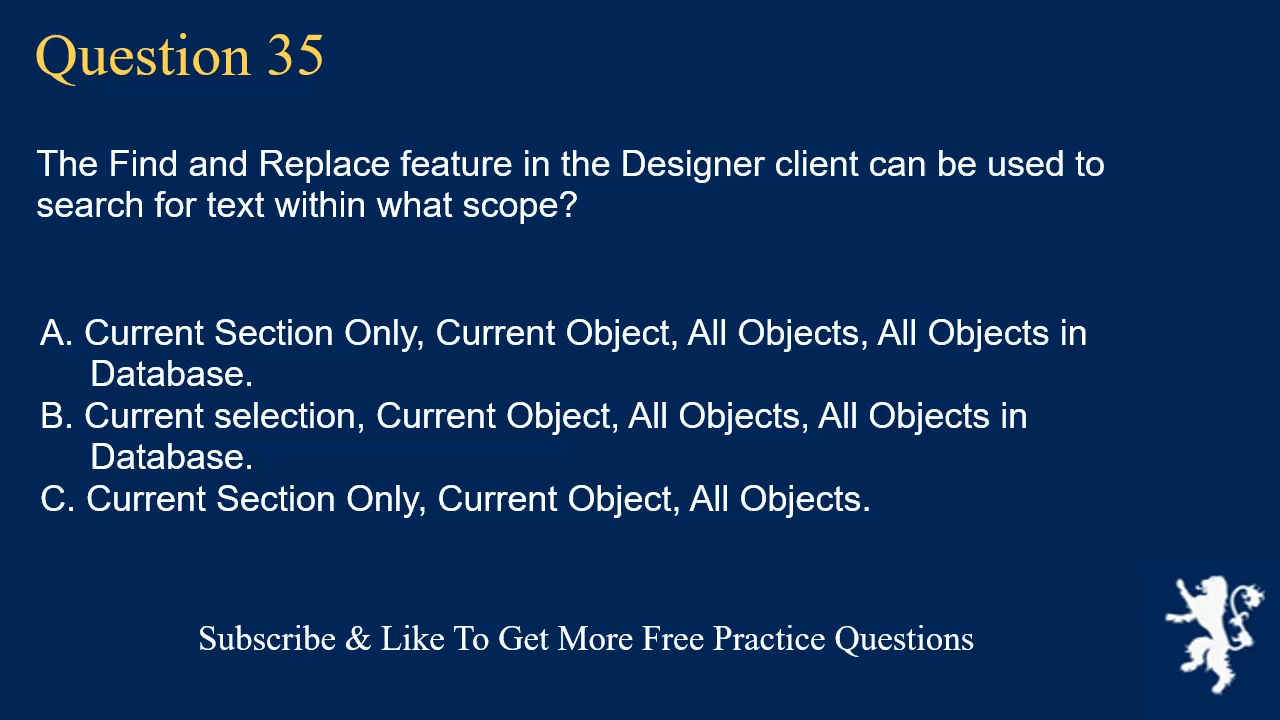 Question 35
The Find and Replace feature in the Designer client can be used to
search for text within what scope?
A. Current Section Only, Current Object, All Objects, All Objects in
Database.
B. Current selection, Current Object, All Objects, All Objects in
Database.
C. Current Section Only, Current Object, All Objects.
Subscribe & Like To Get More Free Practice Questions